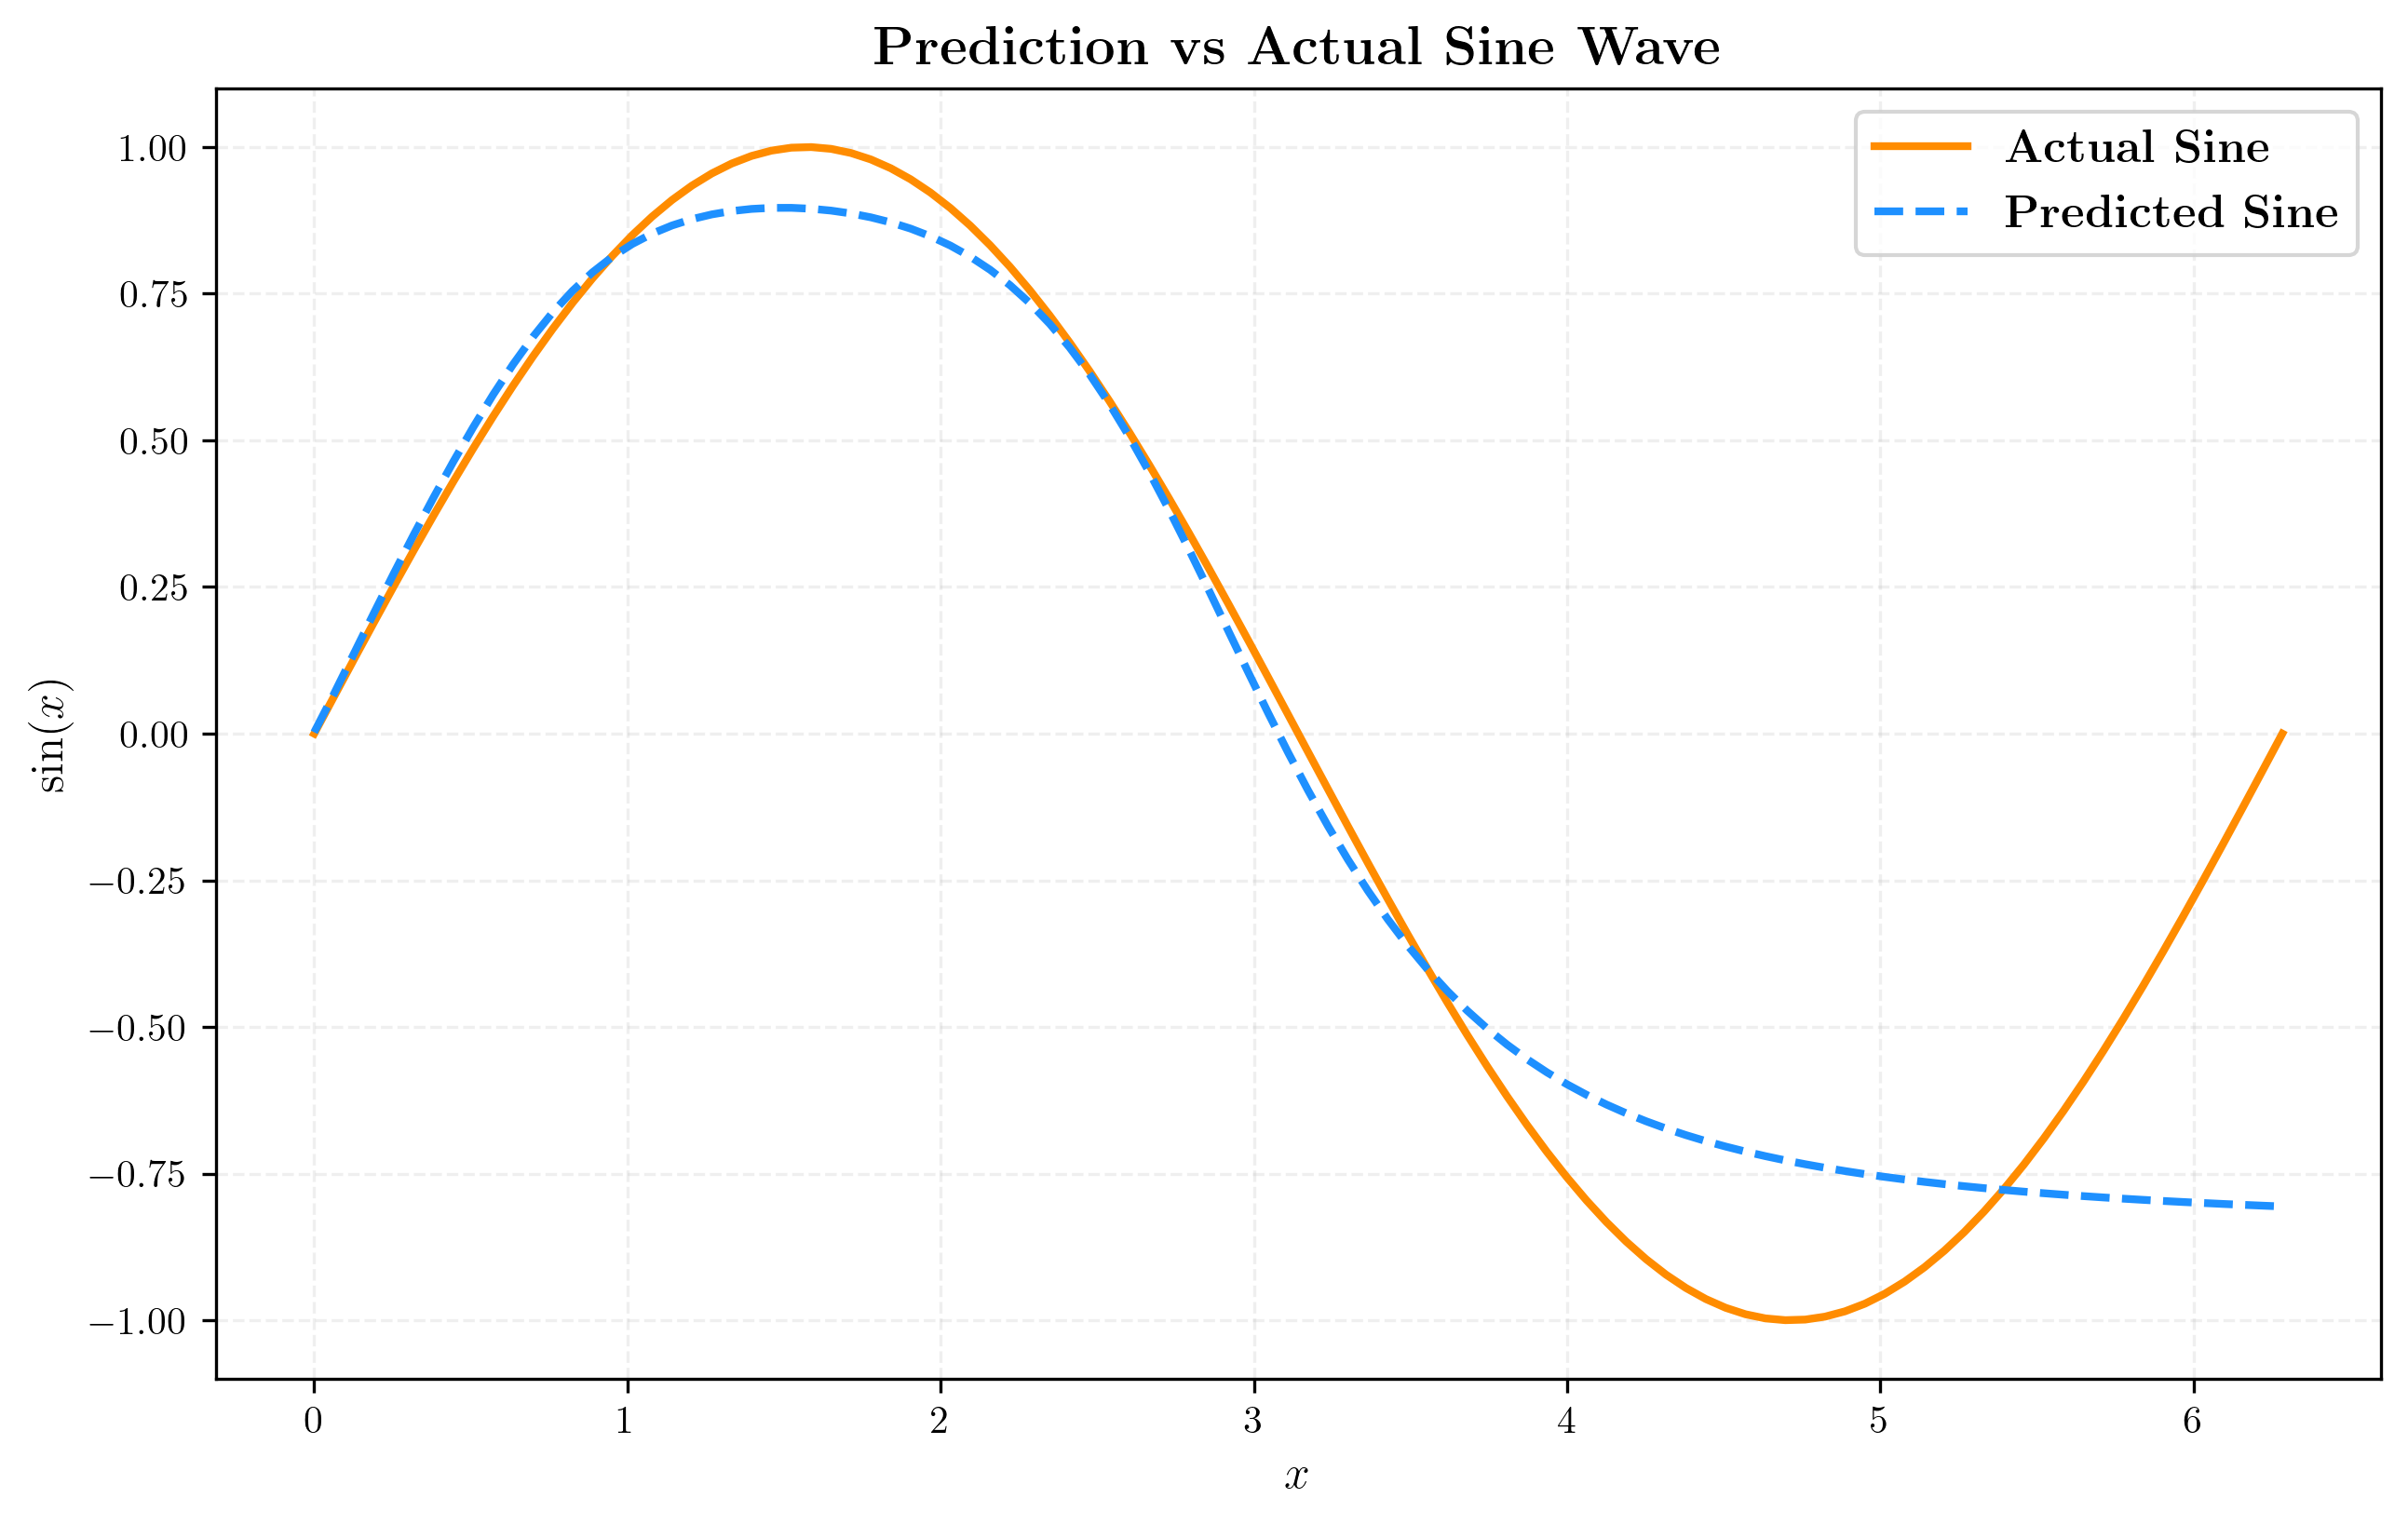 Prediction vs Actual Sine Wave
Actual Sine
Predicted Sine
1.00
0.75
0.50
0.25
0.00
−0.25
−0.50
−0.75
−1.00
sin(x)
0 1 2 3 4 5 6
x